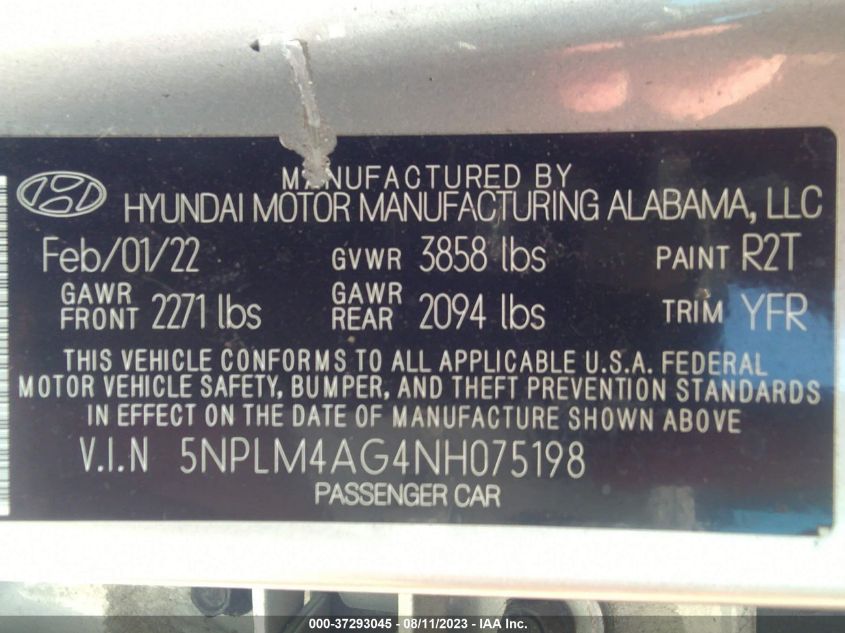 MANUFACTURED BY
HYUNDAI MOTOR MANUFACTURING ALABAMA, LLC
Feb/01/22 GVWR 3858 lbs PAINT R2T
GAWR FRONT 2271 lbs GAWR REAR 2094 lbs TRIM YFR
THIS VEHICLE CONFORMS TO ALL APPLICABLE U.S.A. FEDERAL
MOTOR VEHICLE SAFETY, BUMPER, AND THEFT PREVENTION STANDARDS
IN EFFECT ON THE DATE OF MANUFACTURE SHOWN ABOVE
V.I.N 5NPLM4AG4NH075198
PASSENGER CAR
000-37293045 - 08/11/2023 - IAA Inc.